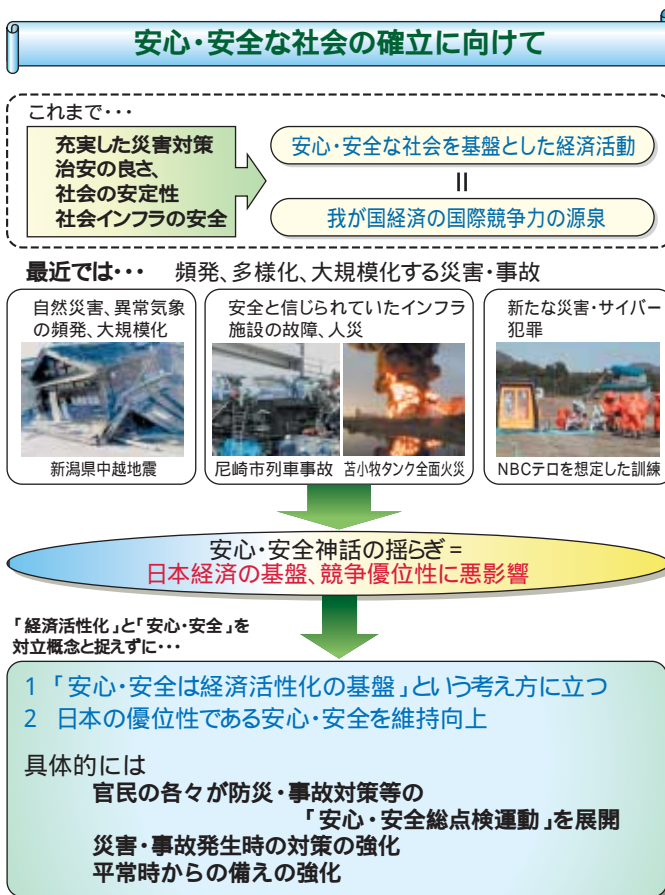 安心・安全な社会の確立に向けて
これまで・・・
充実した災害対策
治安の良さ、
社会の安定性
社会インフラの安全
安心・安全な社会を基盤とした経済活動
=
我が国経済の国際競争力の源泉
最近では・・・ 頻発、多様化、大規模化する災害・事故
自然災害、異常気象
の頻発、大規模化
新潟県中越地震
安全と信じられていたインフラ
施設の故障、人災
尼崎市列車事故 苫小牧タンク全面火災
新たな災害・サイバー
犯罪
NBCテロを想定した訓練
安心・安全神話の揺らぎ=
日本経済の基盤、競争優位性に悪影響
「経済活性化」と「安心・安全」を
対立概念と捉えずに・・・
1 「安心・安全は経済活性化の基盤」という考え方に立つ
2 日本の優位性である安心・安全を維持向上
具体的には
官民の各々が防災・事故対策等の
「安心・安全総点検運動」を展開
災害・事故発生時の対策の強化
平常時からの備えの強化